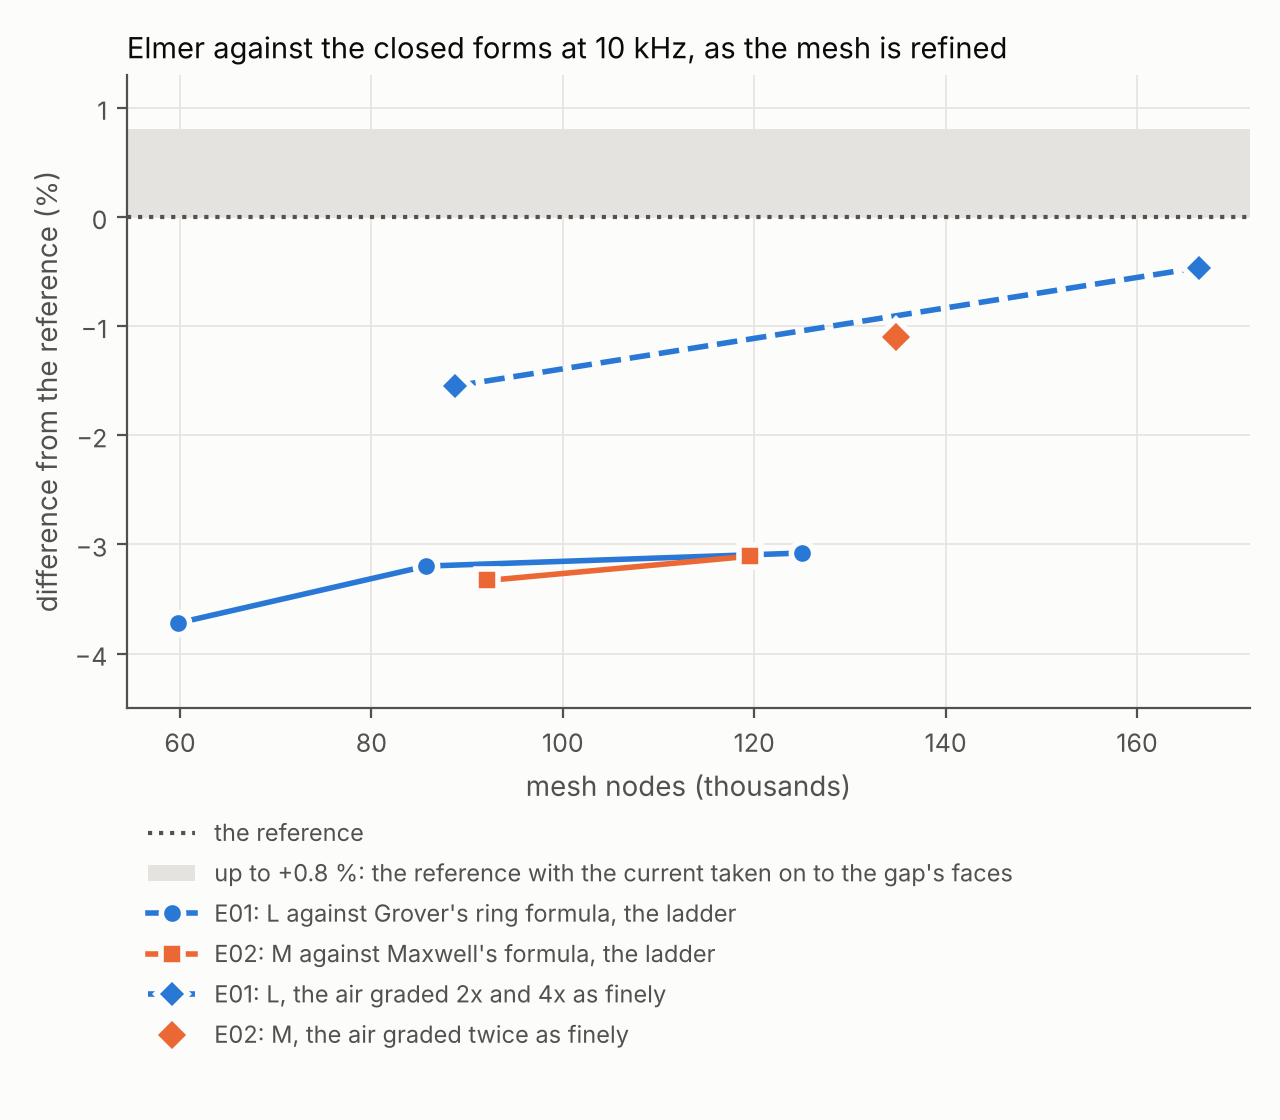 Elmer against the closed forms at 10 kHz, as the mesh is refined
difference from the reference (%)
1
0
−1
−2
−3
−4
60 80 100 120 140 160
mesh nodes (thousands)
the reference
up to +0.8 %: the reference with the current taken on to the gap's faces
E01: L against Grover's ring formula, the ladder
E02: M against Maxwell's formula, the ladder
E01: L, the air graded 2x and 4x as finely
E02: M, the air graded twice as finely